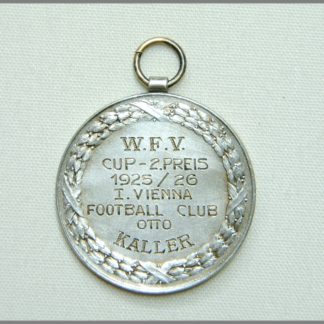 W.F.V.
CUP-2.PREIS
1925/26
I. VIENNA
FOOTBALL CLUB
OTTO
KALLER